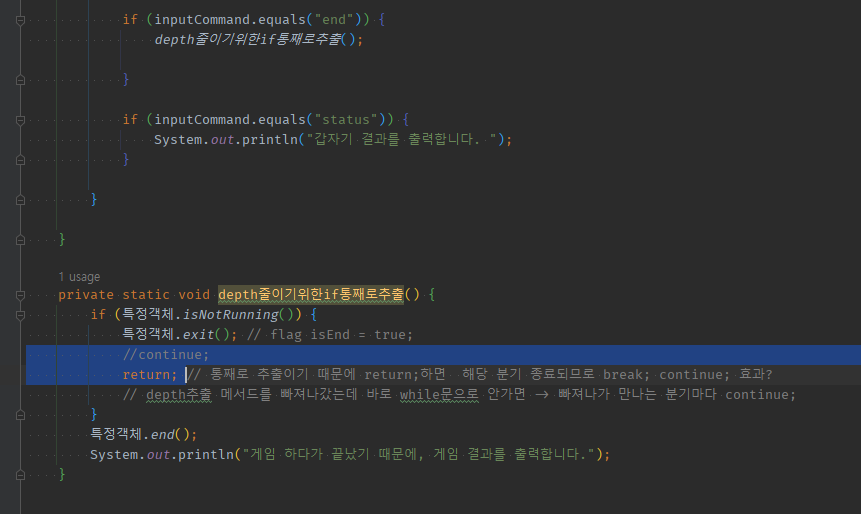 if (inputCommand.equals("end")) {
depth줄이기위한if통째로추출();
}
if (inputCommand.equals("status")) {
System.out.println("갑자기 결과를 출력합니다. ");
}
}
}
1 usage
private static void depth줄이기위한if통째로추출() {
if (특정객체.isNotRunning()) {
특정객체.exit(); // flag isEnd = true;
//continue;
return; // 통째로 추출이기 때문에 return;하면 해당 분기 종료되므로 break; continue; 효과?
// depth추출 메서드를 빠져나갔는데 바로 while문으로 안가면 -> 빠져나가 만나는 분기마다 continue;
}
특정객체.end();
System.out.println("게임 하다가 끝났기 때문에, 게임 결과를 출력합니다.");
}